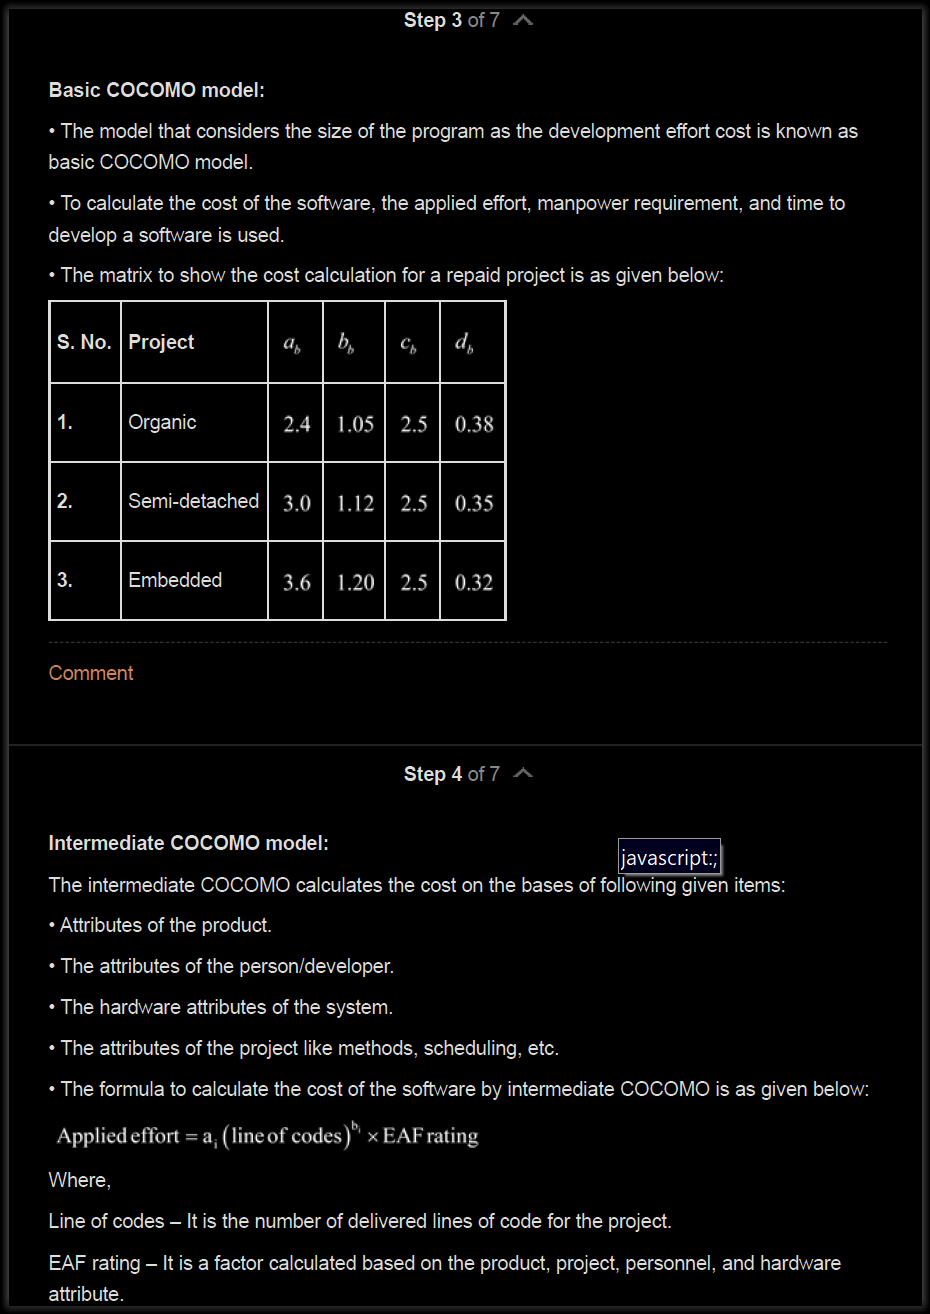 Step 3 of 7
Basic COCOMO model:
• The model that considers the size of the program as the development effort cost is known as
basic COCOMO model.
• To calculate the cost of the software, the applied effort, manpower requirement, and time to
develop a software is used.
• The matrix to show the cost calculation for a repaid project is as given below:
S. No. Project a_b b_b c_b d_b
1. Organic 2.4 1.05 2.5 0.38
2. Semi-detached 3.0 1.12 2.5 0.35
3. Embedded 3.6 1.20 2.5 0.32
Comment
Step 4 of 7
Intermediate COCOMO model:
javascript:;
The intermediate COCOMO calculates the cost on the bases of following given items:
• Attributes of the product.
• The attributes of the person/developer.
• The hardware attributes of the system.
• The attributes of the project like methods, scheduling, etc.
• The formula to calculate the cost of the software by intermediate COCOMO is as given below:
Applied effort = a_i (line of codes)^b_i × EAF rating
Where,
Line of codes – It is the number of delivered lines of code for the project.
EAF rating – It is a factor calculated based on the product, project, personnel, and hardware
attribute.